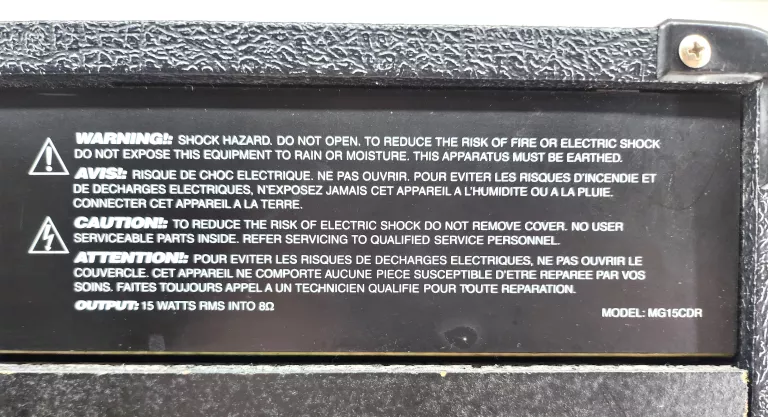 WARNING!: SHOCK HAZARD. DO NOT OPEN. TO REDUCE THE RISK OF FIRE OR ELECTRIC SHOCK
DO NOT EXPOSE THIS EQUIPMENT TO RAIN OR MOISTURE. THIS APPARATUS MUST BE EARTHED.
AVIS!: RISQUE DE CHOC ELECTRIQUE. NE PAS OUVRIR. POUR EVITER LES RISQUES D'INCENDIE ET
DE DECHARGES ELECTRIQUES, N'EXPOSEZ JAMAIS CET APPAREIL A L'HUMIDITE OU A LA PLUIE.
CONNECTER CET APPAREIL A LA TERRE.
CAUTION!: TO REDUCE THE RISK OF ELECTRIC SHOCK DO NOT REMOVE COVER. NO USER
SERVICEABLE PARTS INSIDE. REFER SERVICING TO QUALIFIED SERVICE PERSONNEL.
ATTENTION!: POUR EVITER LES RISQUES DE DECHARGES ELECTRIQUES, NE PAS OUVRIR LE
COUVERCLE. CET APPAREIL NE COMPORTE AUCUNE PIECE SUSCEPTIBLE D'ETRE REPAREE PAR VOS
SOINS. FAITES TOUJOURS APPEL A UN TECHNICIEN QUALIFIE POUR TOUTE REPARATION.
OUTPUT: 15 WATTS RMS INTO 8Ω
MODEL: MG15CDR